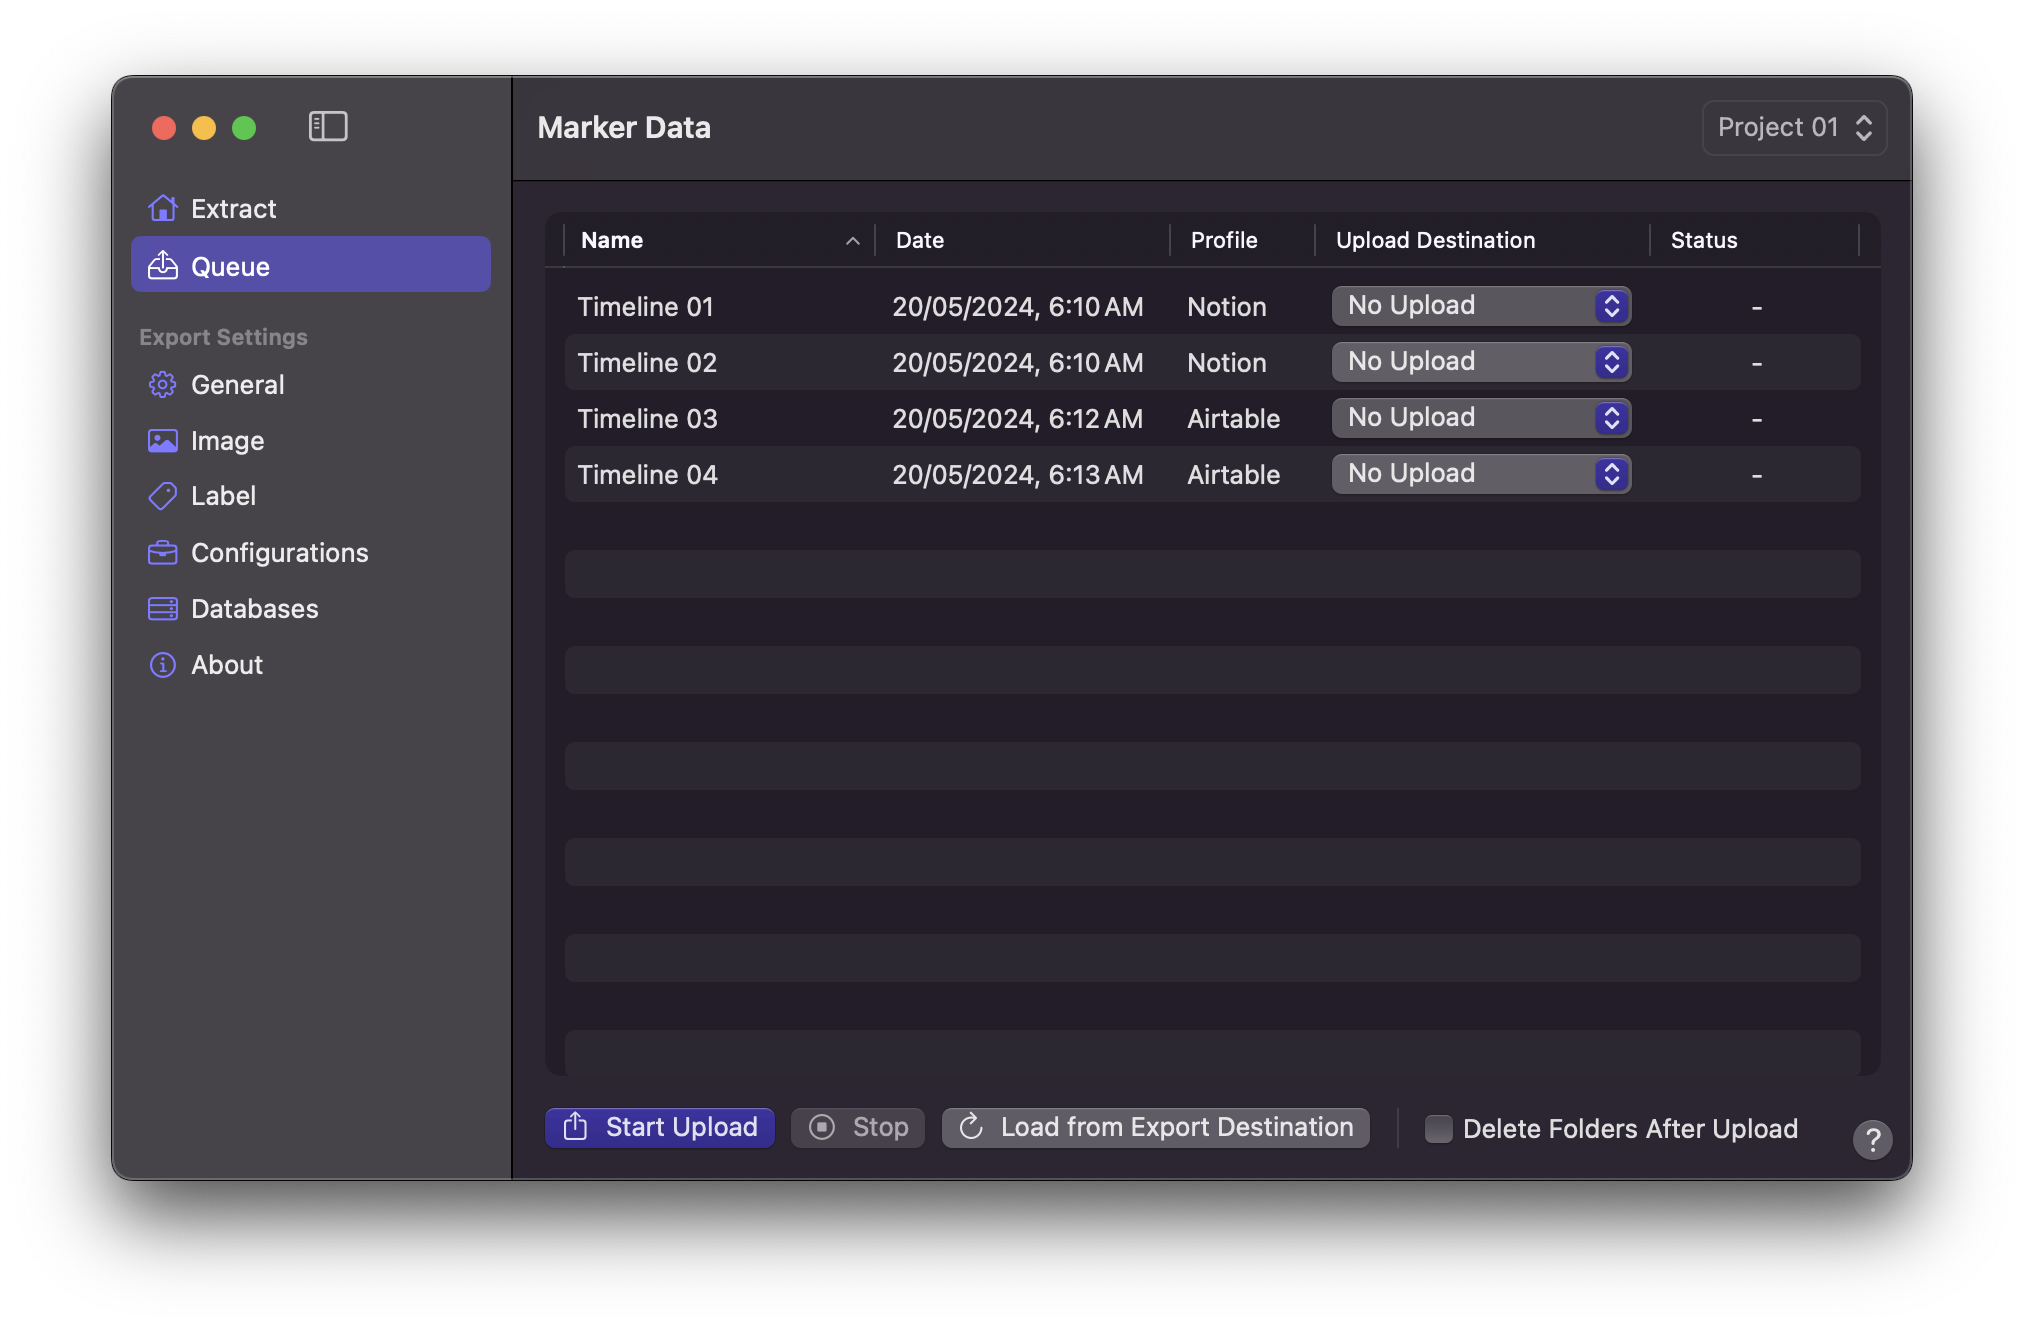 Marker Data
Project 01
Extract
Queue
Export Settings
General
Image
Label
Configurations
Databases
About
Name Date Profile Upload Destination Status
Timeline 01 20/05/2024, 6:10 AM Notion No Upload -
Timeline 02 20/05/2024, 6:10 AM Notion No Upload -
Timeline 03 20/05/2024, 6:12 AM Airtable No Upload -
Timeline 04 20/05/2024, 6:13 AM Airtable No Upload -
Start Upload Stop Load from Export Destination Delete Folders After Upload ?